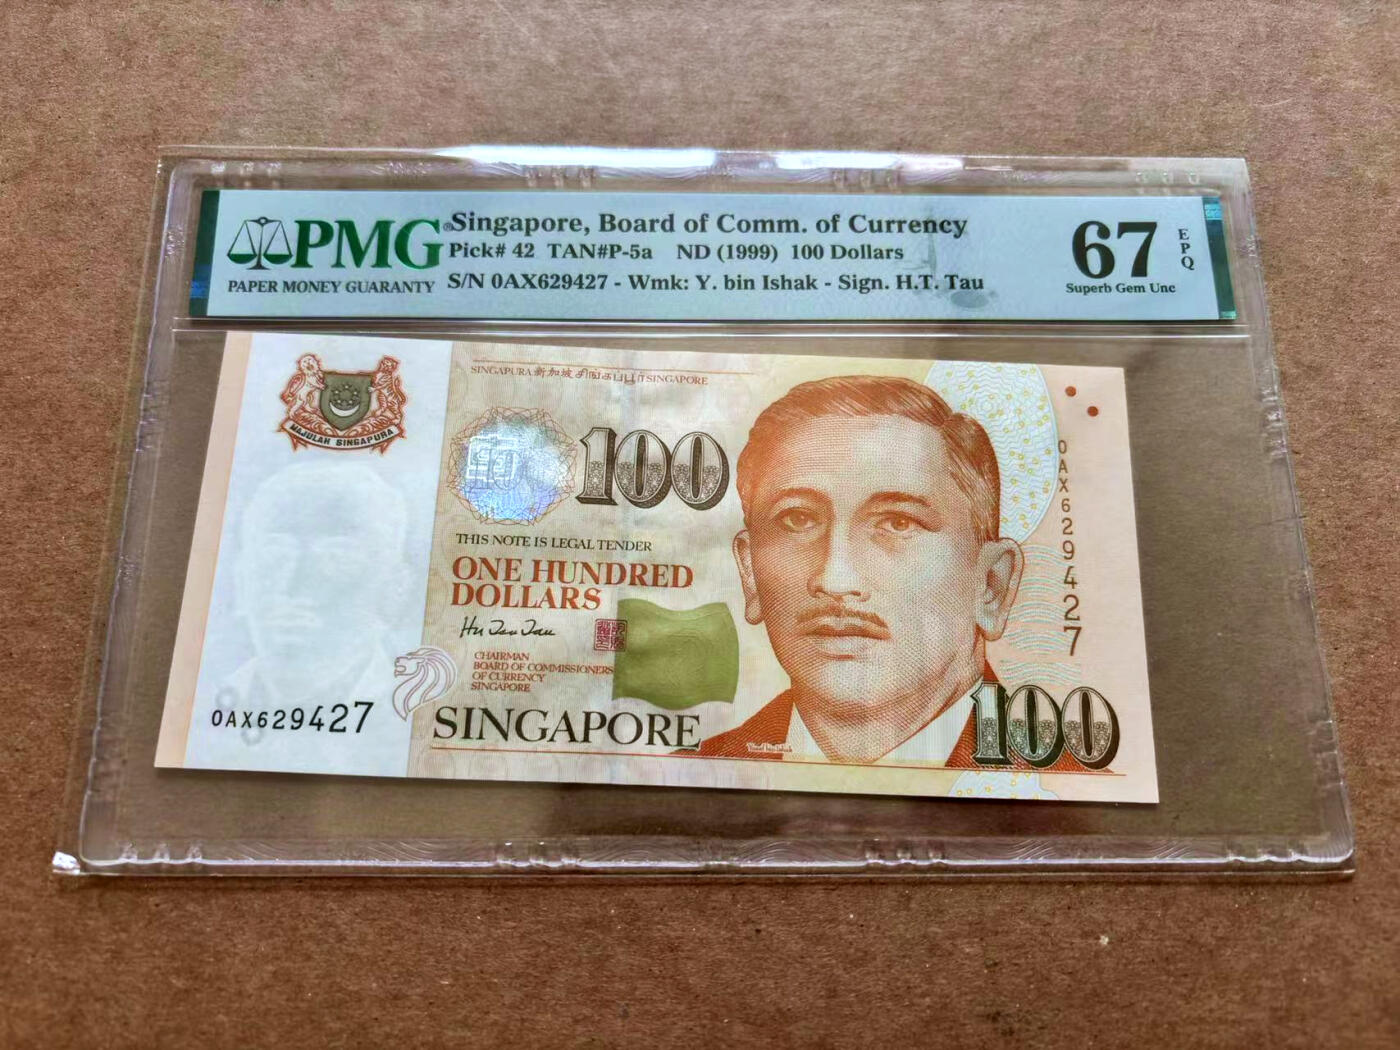 PMG®
PAPER MONEY GUARANTY
Singapore, Board of Comm. of Currency
Pick# 42 TAN#P-5a ND (1999) 100 Dollars
S/N 0AX629427 - Wmk: Y. bin Ishak - Sign. H.T. Tau
67
Superb Gem Unc
EPQ
MAJULAH SINGAPURA
SINGAPURA 新加坡 சிங்கப்பூர் SINGAPORE
100
THIS NOTE IS LEGAL TENDER
ONE HUNDRED
DOLLARS
Hu Tsu Tau
CHAIRMAN
BOARD OF COMMISSIONERS
OF CURRENCY
SINGAPORE
0AX629427
SINGAPORE
0AX629427
100